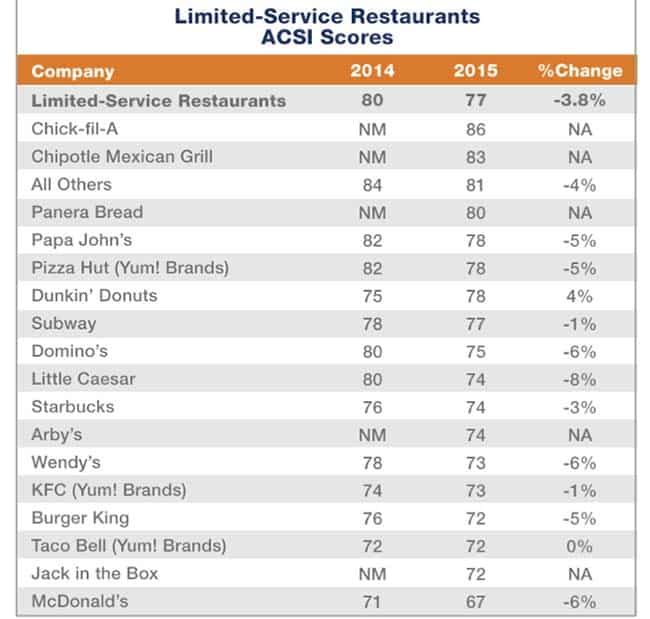 Limited-Service Restaurants
ACSI Scores
Company 2014 2015 %Change
Limited-Service Restaurants 80 77 -3.8%
Chick-fil-A NM 86 NA
Chipotle Mexican Grill NM 83 NA
All Others 84 81 -4%
Panera Bread NM 80 NA
Papa John's 82 78 -5%
Pizza Hut (Yum! Brands) 82 78 -5%
Dunkin' Donuts 75 78 4%
Subway 78 77 -1%
Domino's 80 75 -6%
Little Caesar 80 74 -8%
Starbucks 76 74 -3%
Arby's NM 74 NA
Wendy's 78 73 -6%
KFC (Yum! Brands) 74 73 -1%
Burger King 76 72 -5%
Taco Bell (Yum! Brands) 72 72 0%
Jack in the Box NM 72 NA
McDonald's 71 67 -6%